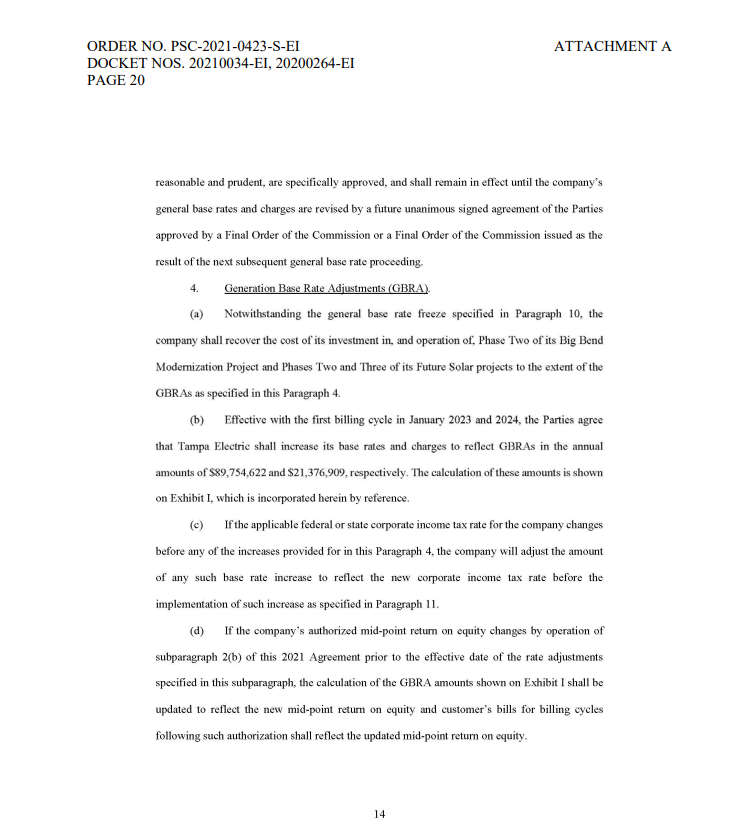 ORDER NO. PSC-2021-0423-S-EI ATTACHMENT A
DOCKET NOS. 20210034-EI, 20200264-EI
PAGE 20
reasonable and prudent, are specifically approved, and shall remain in effect until the company's
general base rates and charges are revised by a future unanimous signed agreement of the Parties
approved by a Final Order of the Commission or a Final Order of the Commission issued as the
result of the next subsequent general base rate proceeding.
4. Generation Base Rate Adjustments (GBRA).
(a) Notwithstanding the general base rate freeze specified in Paragraph 10, the
company shall recover the cost of its investment in, and operation of, Phase Two of its Big Bend
Modernization Project and Phases Two and Three of its Future Solar projects to the extent of the
GBRAs as specified in this Paragraph 4.
(b) Effective with the first billing cycle in January 2023 and 2024, the Parties agree
that Tampa Electric shall increase its base rates and charges to reflect GBRAs in the annual
amounts of $89,754,622 and $21,376,909, respectively. The calculation of these amounts is shown
on Exhibit I, which is incorporated herein by reference.
(c) If the applicable federal or state corporate income tax rate for the company changes
before any of the increases provided for in this Paragraph 4, the company will adjust the amount
of any such base rate increase to reflect the new corporate income tax rate before the
implementation of such increase as specified in Paragraph 11.
(d) If the company's authorized mid-point return on equity changes by operation of
subparagraph 2(b) of this 2021 Agreement prior to the effective date of the rate adjustments
specified in this subparagraph, the calculation of the GBRA amounts shown on Exhibit I shall be
updated to reflect the new mid-point return on equity and customer's bills for billing cycles
following such authorization shall reflect the updated mid-point return on equity.
14